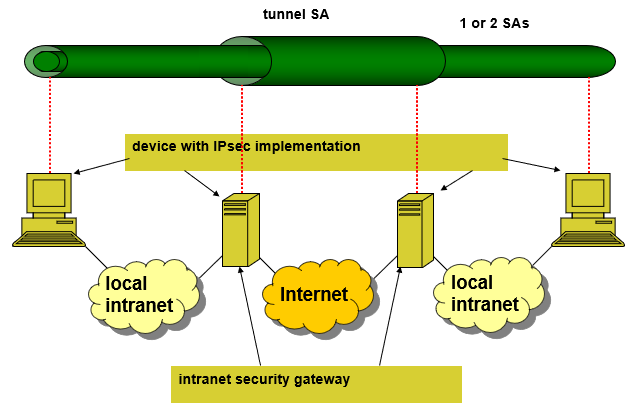 tunnel SA
1 or 2 SAs
device with IPsec implementation
local
intranet
Internet
local
intranet
intranet security gateway